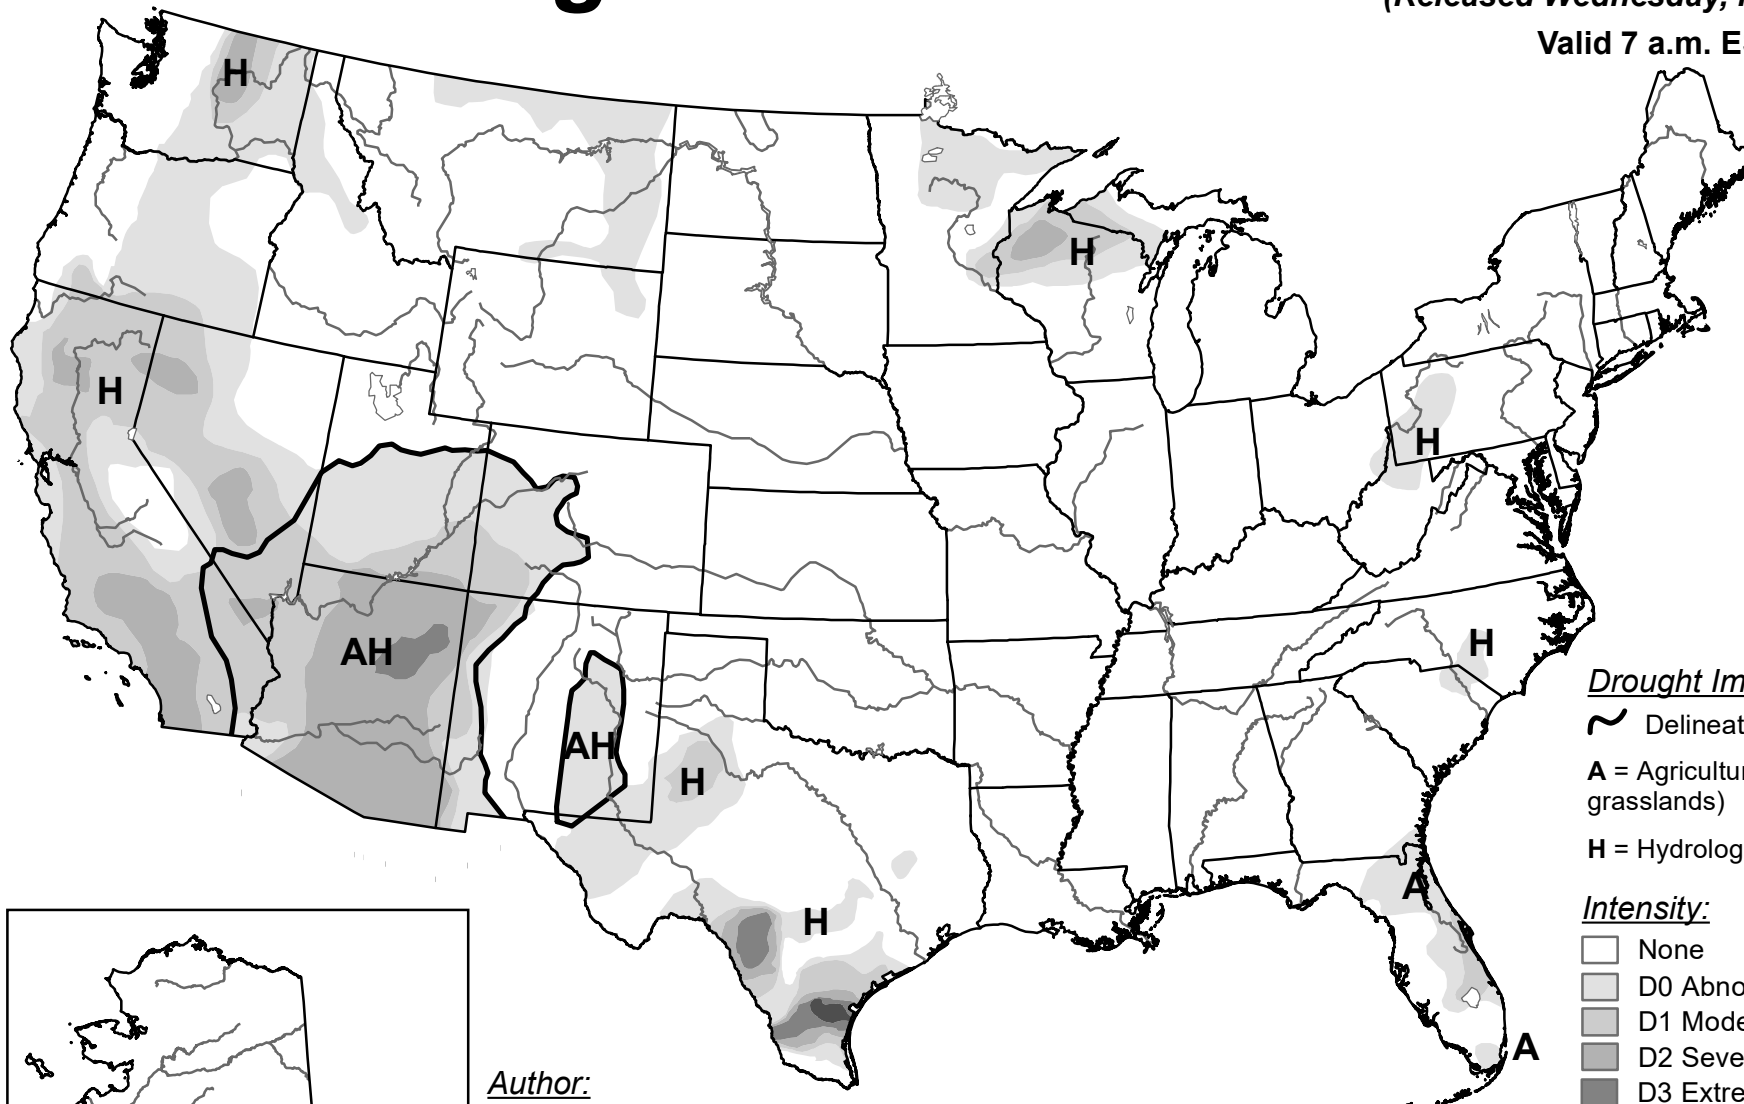 (Released Wednesday,
Valid 7 a.m.
H
H
H
H
AH
H
AH
H
H
A
A
Drought Im
Delineat
A = Agricultur
grasslands)
H = Hydrolog
Intensity:
None
D0 Abno
D1 Mode
D2 Seve
D3 Extre
Author: